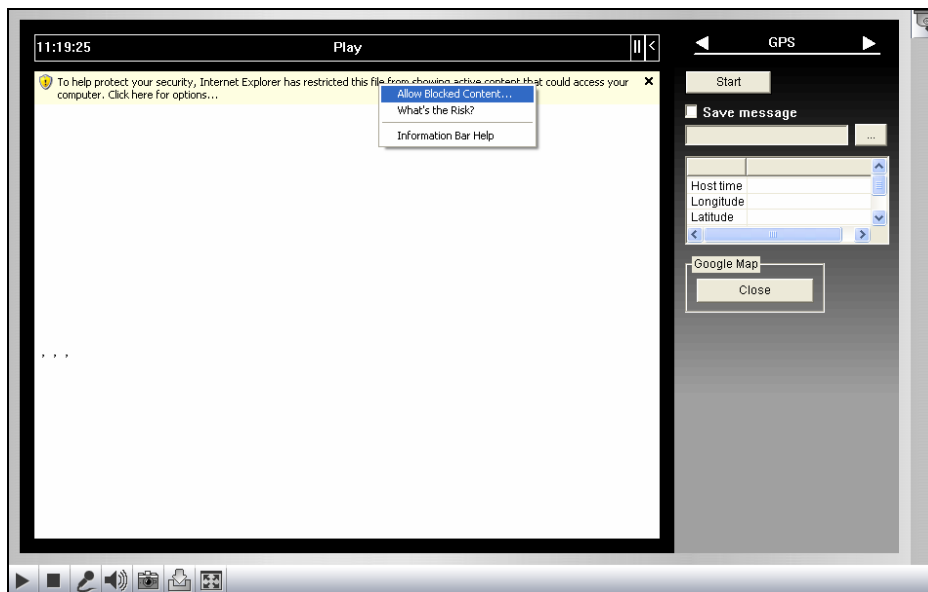 11:19:25 Play || <
GPS
To help protect your security, Internet Explorer has restricted this file from showing active content that could access your
computer. Click here for options...
Allow Blocked Content...
What's the Risk?
Information Bar Help
Start
Save message
...
Host time
Longitude
Latitude
Google Map
Close
, , ,